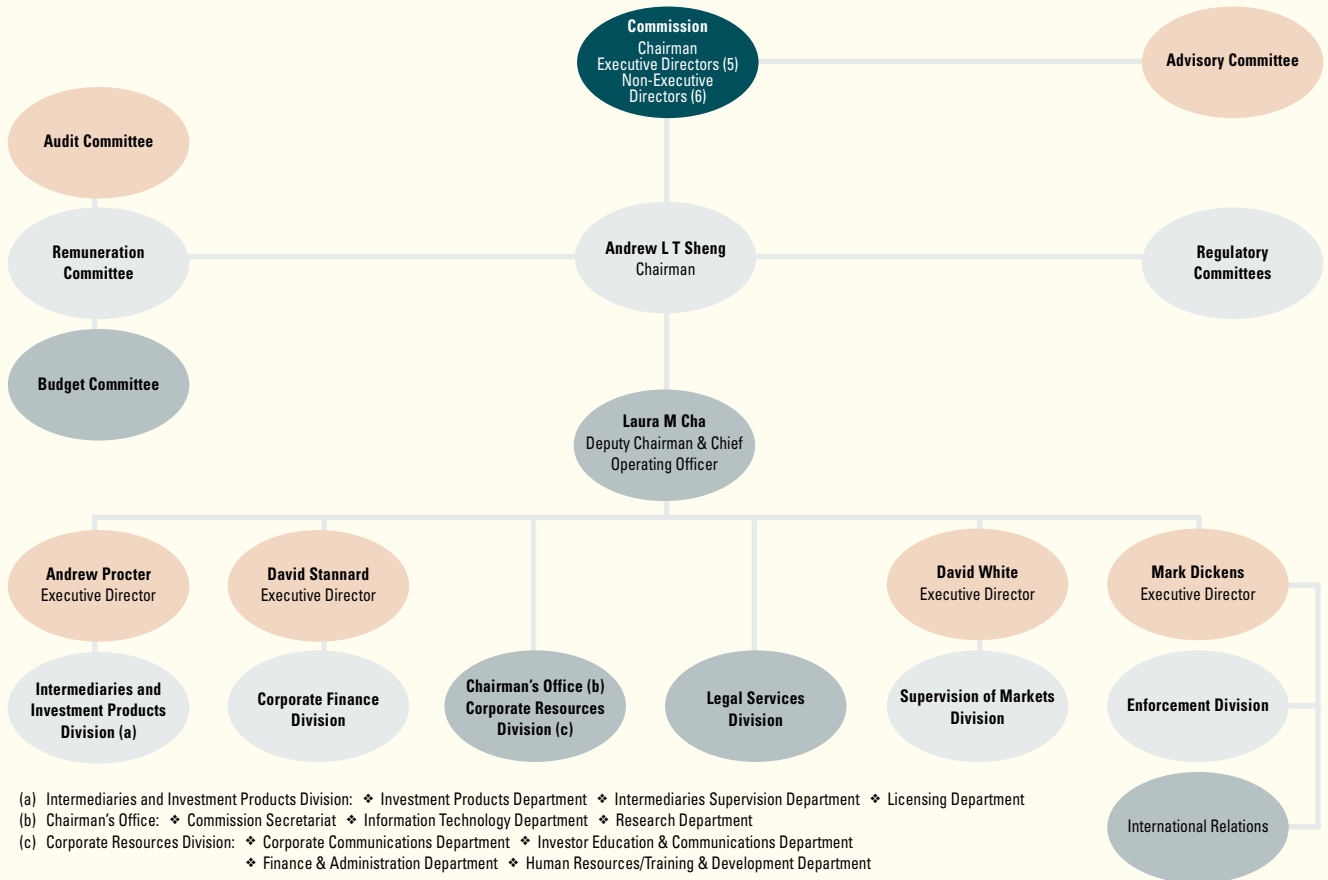 Commission
Chairman
Executive Directors (5)
Non-Executive
Directors (6)
Advisory Committee
Audit Committee
Remuneration
Committee
Andrew L T Sheng
Chairman
Regulatory
Committees
Budget Committee
Laura M Cha
Deputy Chairman & Chief
Operating Officer
Andrew Procter
Executive Director
David Stannard
Executive Director
David White
Executive Director
Mark Dickens
Executive Director
Intermediaries and
Investment Products
Division (a)
Corporate Finance
Division
Chairman's Office (b)
Corporate Resources
Division (c)
Legal Services
Division
Supervision of Markets
Division
Enforcement Division
International Relations
(a) Intermediaries and Investment Products Division: ❖ Investment Products Department ❖ Intermediaries Supervision Department ❖ Licensing Department
(b) Chairman's Office: ❖ Commission Secretariat ❖ Information Technology Department ❖ Research Department
(c) Corporate Resources Division: ❖ Corporate Communications Department ❖ Investor Education & Communications Department
❖ Finance & Administration Department ❖ Human Resources/Training & Development Department